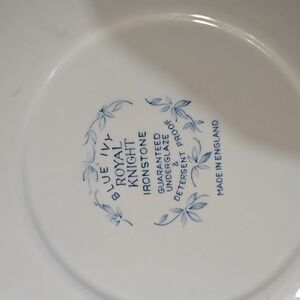 BLUE IVY
ROYAL
KNIGHT
IRONSTONE
GUARANTEED
UNDERGLAZE
&
DETERGENT PROOF
MADE IN ENGLAND